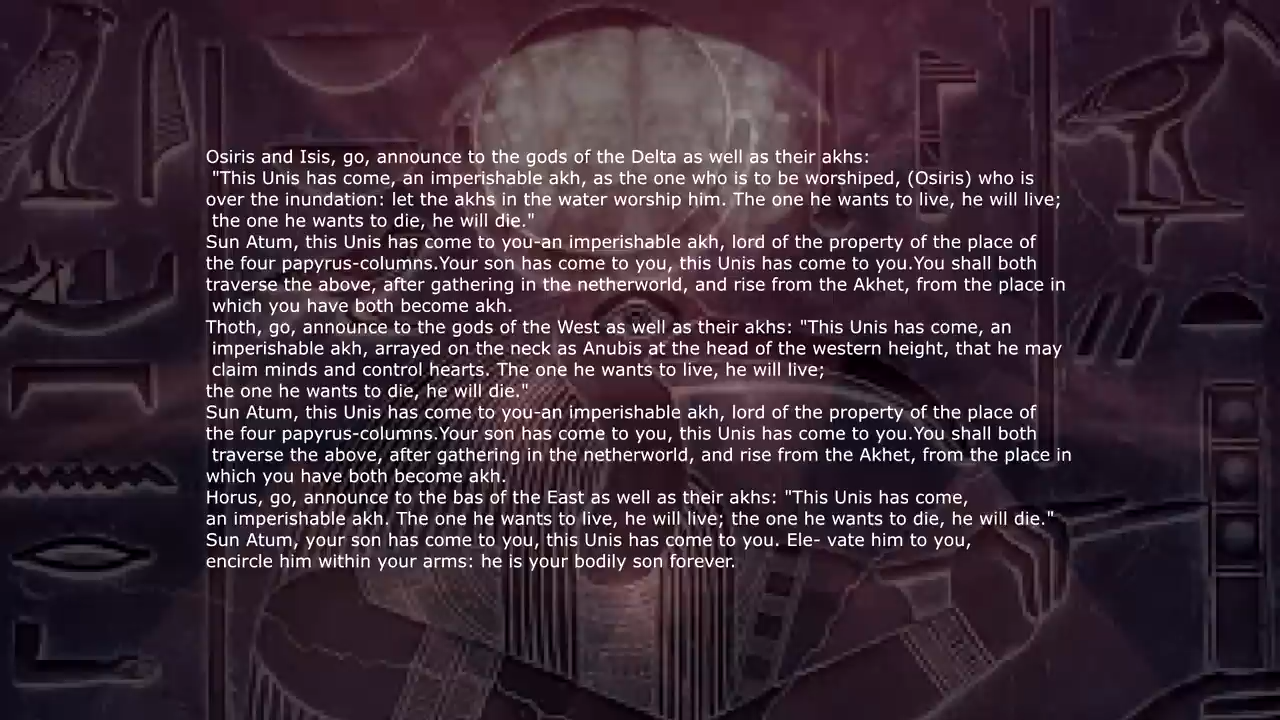 Osiris and Isis, go, announce to the gods of the Delta as well as their akhs:
"This Unis has come, an imperishable akh, as the one who is to be worshiped, (Osiris) who is
over the inundation: let the akhs in the water worship him. The one he wants to live, he will live;
the one he wants to die, he will die."
Sun Atum, this Unis has come to you-an imperishable akh, lord of the property of the place of
the four papyrus-columns.Your son has come to you, this Unis has come to you.You shall both
traverse the above, after gathering in the netherworld, and rise from the Akhet, from the place in
which you have both become akh.
Thoth, go, announce to the gods of the West as well as their akhs: "This Unis has come, an
imperishable akh, arrayed on the neck as Anubis at the head of the western height, that he may
claim minds and control hearts. The one he wants to live, he will live;
the one he wants to die, he will die."
Sun Atum, this Unis has come to you-an imperishable akh, lord of the property of the place of
the four papyrus-columns.Your son has come to you, this Unis has come to you.You shall both
traverse the above, after gathering in the netherworld, and rise from the Akhet, from the place in
which you have both become akh.
Horus, go, announce to the bas of the East as well as their akhs: "This Unis has come,
an imperishable akh. The one he wants to live, he will live; the one he wants to die, he will die."
Sun Atum, your son has come to you, this Unis has come to you. Ele- vate him to you,
encircle him within your arms: he is your bodily son forever.